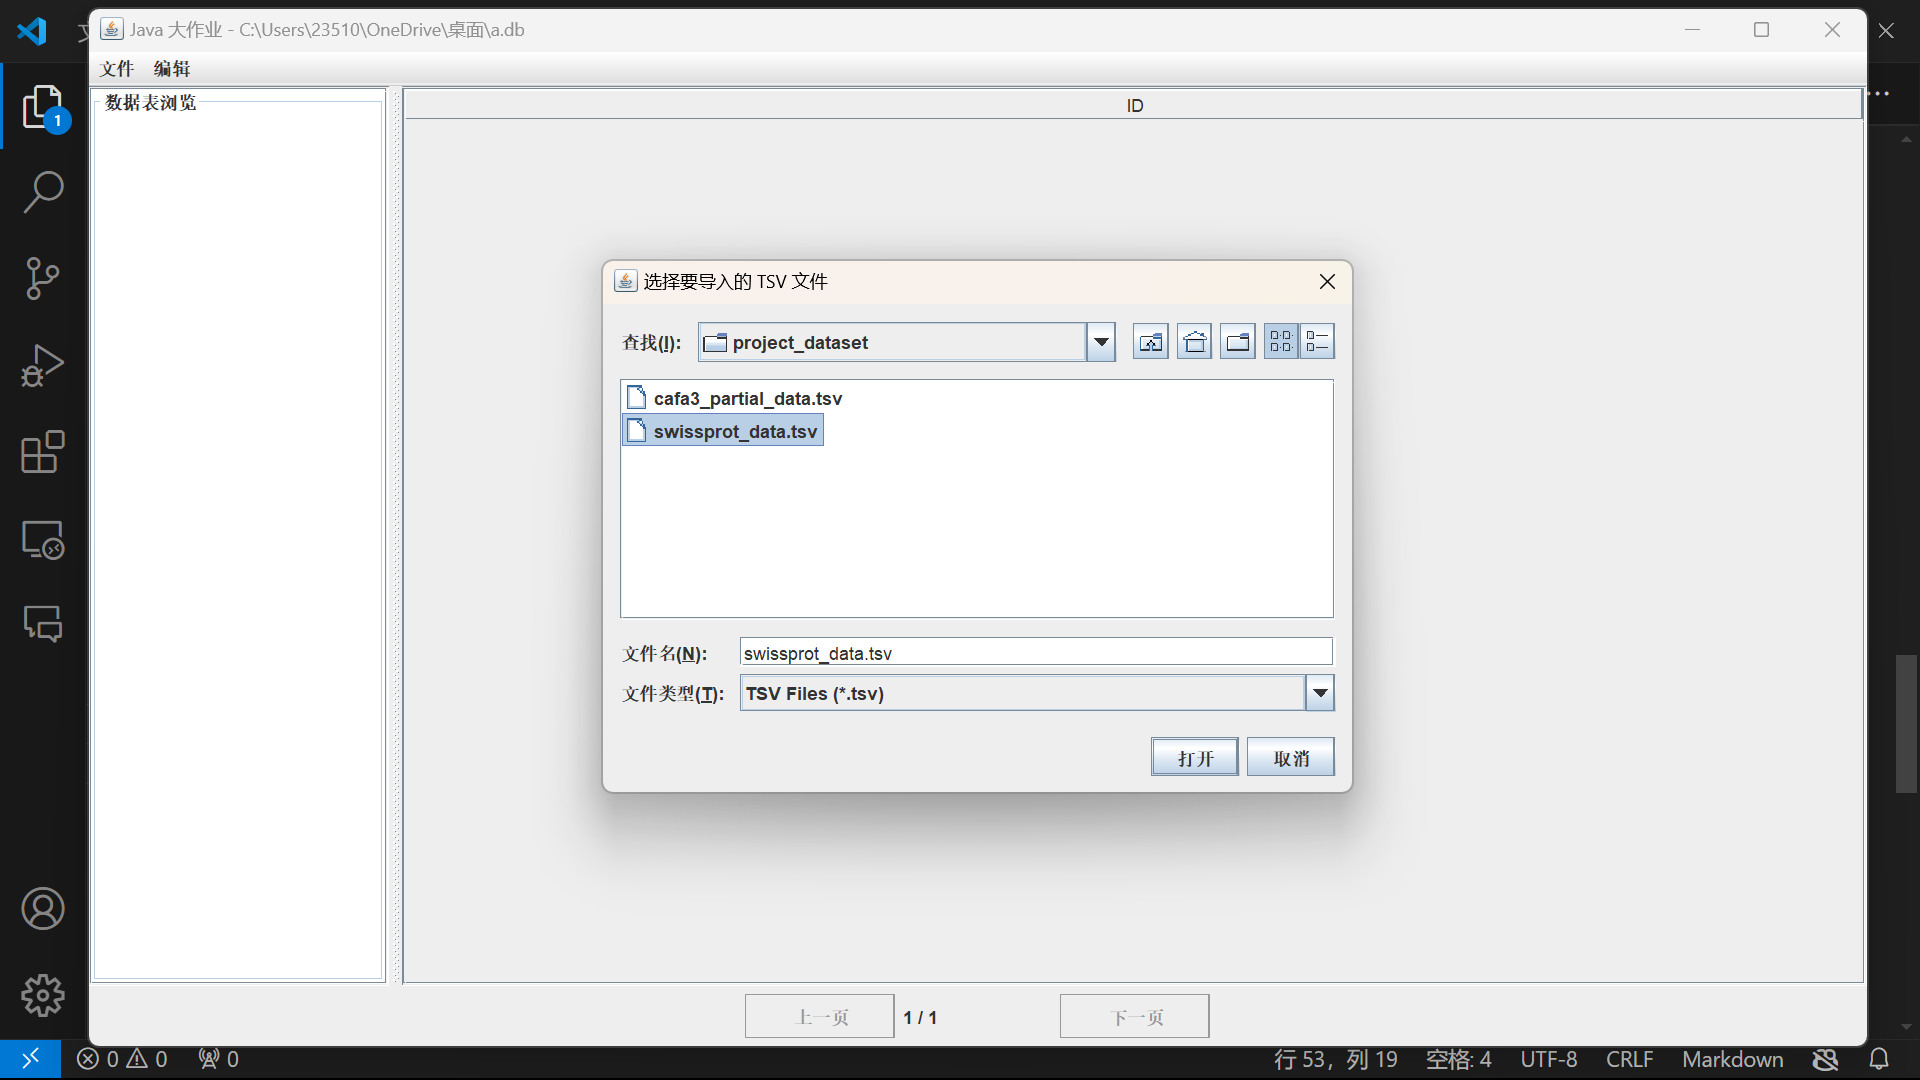 Java 大作业 - C:\Users\23510\OneDrive\桌面\a.db
文件 编辑
1
数据表浏览
ID
选择要导入的 TSV 文件
查找(I):
project_dataset
cafa3_partial_data.tsv
swissprot_data.tsv
文件名(N):
swissprot_data.tsv
文件类型(T):
TSV Files (*.tsv)
打开
取消
上一页
1 / 1
下一页
0 0 0
行 53，列 19
空格: 4
UTF-8
CRLF
Markdown